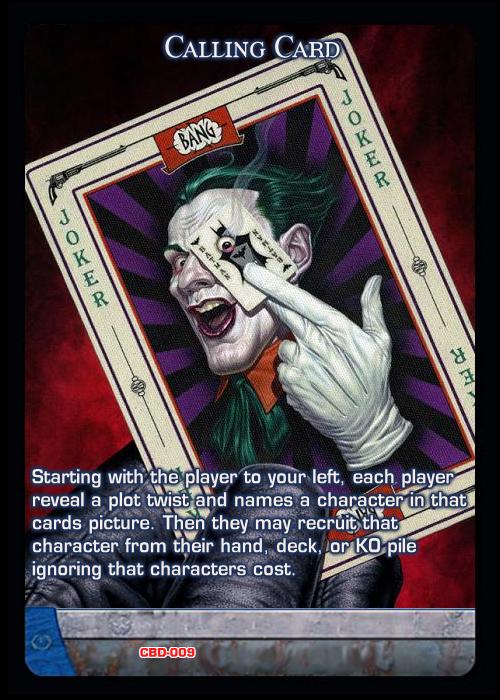 CALLING CARD
BANG
JOKER
JOKER
Starting with the player to your left, each player
reveal a plot twist and names a character in that
cards picture. Then they may recruit that
character from their hand, deck, or KO pile
ignoring that characters cost.
CBD-009